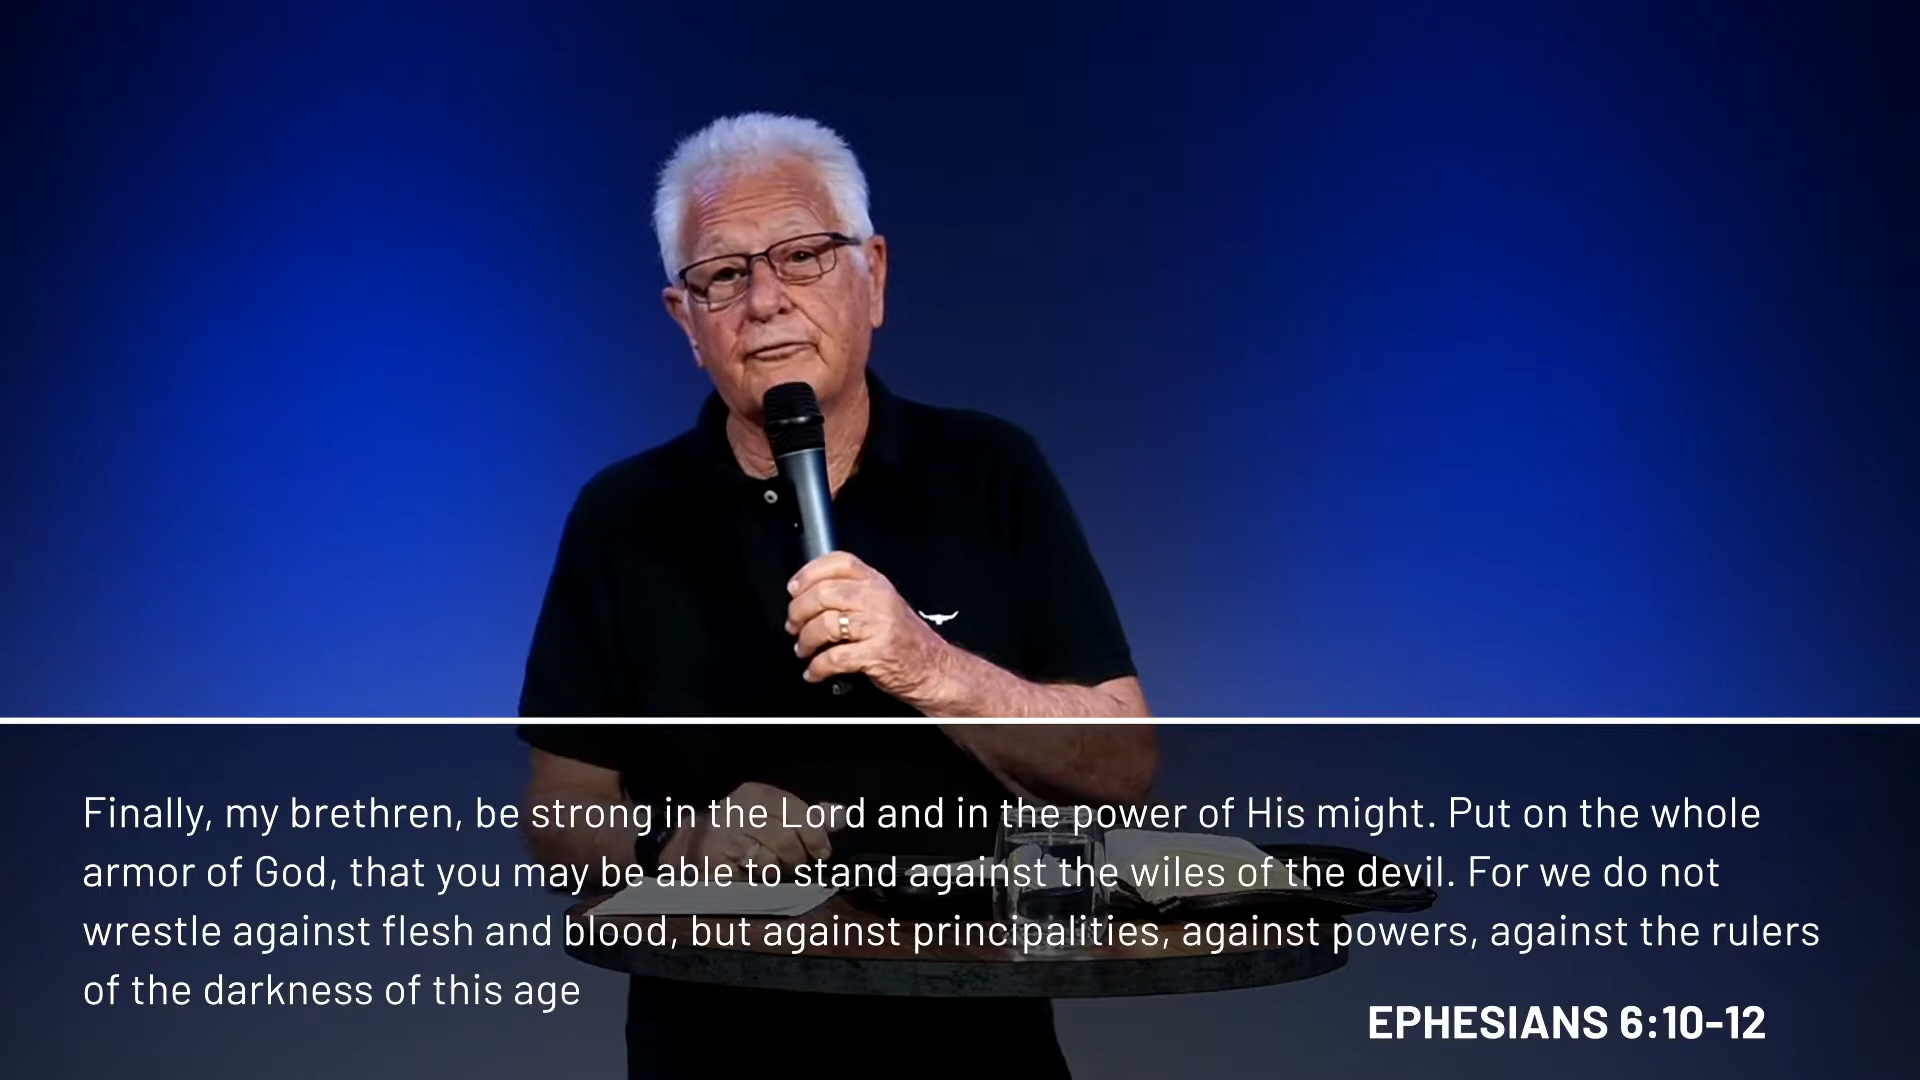 Finally, my brethren, be strong in the Lord and in the power of His might. Put on the whole
armor of God, that you may be able to stand against the wiles of the devil. For we do not
wrestle against flesh and blood, but against principalities, against powers, against the rulers
of the darkness of this age
EPHESIANS 6:10-12